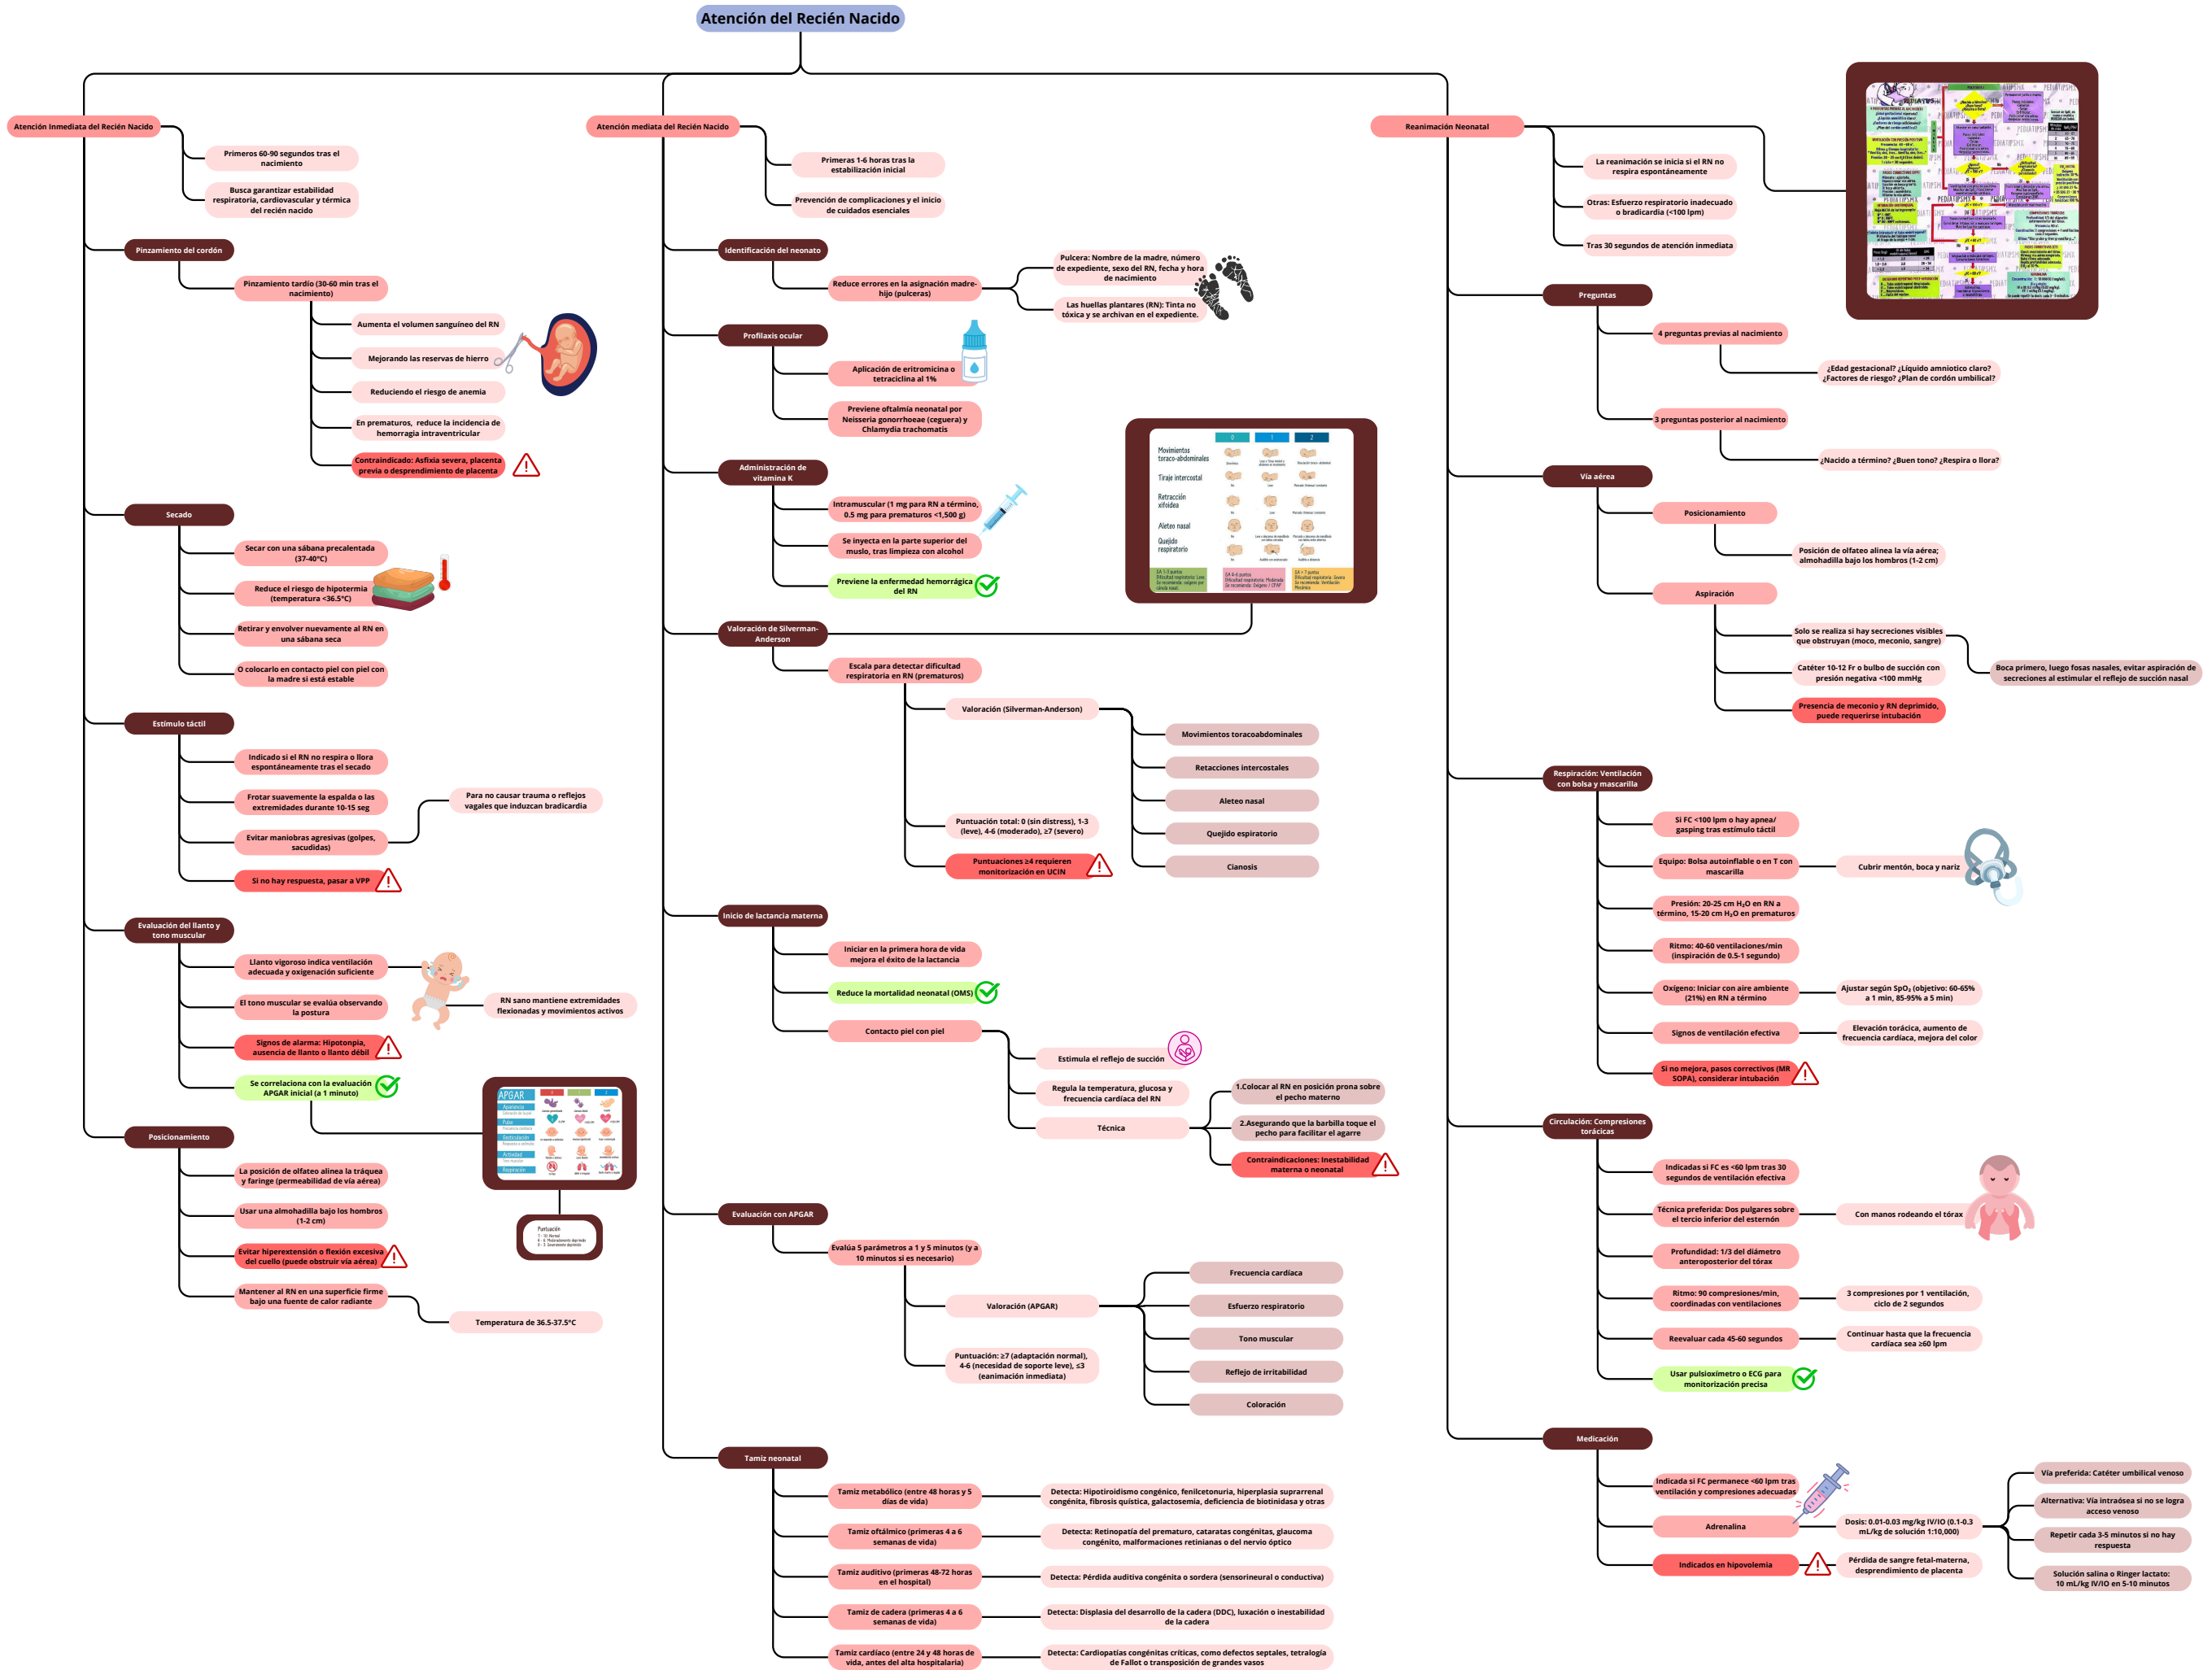 Atención del Recién Nacido
Atención Inmediata del Recién Nacido
Primeros 60-90 segundos tras el
nacimiento
Busca garantizar estabilidad
respiratoria, cardiovascular y térmica
del recién nacido
Pinzamiento del cordón
Pinzamiento tardío (30-60 min tras el
nacimiento)
Aumenta el volumen sanguíneo del RN
Mejorando las reservas de hierro
Reduciendo el riesgo de anemia
En prematuros,  reduce la incidencia de
hemorragia intraventricular
Contraindicado: Asfixia severa, placenta
previa o desprendimiento de placenta
Secado
Secar con una sábana precalentada
(37-40°C)
Reduce el riesgo de hipotermia
(temperatura <36.5°C)
Retirar y envolver nuevamente al RN en
una sábana seca
O colocarlo en contacto piel con piel con
la madre si está estable
Estímulo táctil
Indicado si el RN no respira o llora
espontáneamente tras el secado
Frotar suavemente la espalda o las
extremidades durante 10-15 seg
Evitar maniobras agresivas (golpes,
sacudidas)
Para no causar trauma o reflejos
vagales que induzcan bradicardia
Si no hay respuesta, pasar a VPP
Evaluación del llanto y
tono muscular
Llanto vigoroso indica ventilación
adecuada y oxigenación suficiente
El tono muscular se evalúa observando
la postura
RN sano mantiene extremidades
flexionadas y movimientos activos
Signos de alarma: Hipotonpia,
ausencia de llanto o llanto débil
Se correlaciona con la evaluación
APGAR inicial (a 1 minuto)
APGAR
Apariencia
Pulso
Gesticulación
Actividad
Respiración
Puntuación
Posicionamiento
La posición de olfateo alinea la tráquea
y faringe (permeabilidad de vía aérea)
Usar una almohadilla bajo los hombros
(1-2 cm)
Evitar hiperextensión o flexión excesiva
del cuello (puede obstruir vía aérea)
Mantener al RN en una superficie firme
bajo una fuente de calor radiante
Temperatura de 36.5-37.5°C
Atención mediata del Recién Nacido
Primeras 1-6 horas tras la
estabilización inicial
Prevención de complicaciones y el inicio
de cuidados esenciales
Identificación del neonato
Reduce errores en la asignación madre-
hijo (pulceras)
Pulcera: Nombre de la madre, número
de expediente, sexo del RN, fecha y hora
de nacimiento
Las huellas plantares (RN): Tinta no
tóxica y se archivan en el expediente.
Profilaxis ocular
Aplicación de eritromicina o
tetraciclina al 1%
Previene oftalmía neonatal por
Neisseria gonorrhoeae (ceguera) y
Chlamydia trachomatis
Administración de
vitamina K
Intramuscular (1 mg para RN a término,
0.5 mg para prematuros <1,500 g)
Se inyecta en la parte superior del
muslo, tras limpieza con alcohol
Previene la enfermedad hemorrágica
del RN
0 1 2
Movimientos
toraco-abdominales
Tiraje intercostal
Retracción
xifoidea
Aleteo nasal
Quejido
respiratorio
Valoración de Silverman-
Anderson
Escala para detectar dificultad
respiratoria en RN (prematuros)
Valoración (Silverman-Anderson)
Movimientos toracoabdominales
Retacciones intercostales
Aleteo nasal
Quejido espiratorio
Cianosis
Puntuación total: 0 (sin distress), 1-3
(leve), 4-6 (moderado), ≥7 (severo)
Puntuaciones ≥4 requieren
monitorización en UCIN
Inicio de lactancia materna
Iniciar en la primera hora de vida
mejora el éxito de la lactancia
Reduce la mortalidad neonatal (OMS)
Contacto piel con piel
Estimula el reflejo de succión
Regula la temperatura, glucosa y
frecuencia cardíaca del RN
Técnica
1.Colocar al RN en posición prona sobre
el pecho materno
2.Asegurando que la barbilla toque el
pecho para facilitar el agarre
Contraindicaciones: Inestabilidad
materna o neonatal
Evaluación con APGAR
Evalúa 5 parámetros a 1 y 5 minutos (y a
10 minutos si es necesario)
Valoración (APGAR)
Frecuencia cardíaca
Esfuerzo respiratorio
Tono muscular
Reflejo de irritabilidad
Coloración
Puntuación: ≥7 (adaptación normal),
4-6 (necesidad de soporte leve), ≤3
(eanimación inmediata)
Tamiz neonatal
Tamiz metabólico (entre 48 horas y 5
días de vida)
Detecta: Hipotiroidismo congénito, fenilcetonuria, hiperplasia suprarrenal
congénita, fibrosis quística, galactosemia, deficiencia de biotinidasa y otras
Tamiz oftálmico (primeras 4 a 6
semanas de vida)
Detecta: Retinopatía del prematuro, cataratas congénitas, glaucoma
congénito, malformaciones retinianas o del nervio óptico
Tamiz auditivo (primeras 48-72 horas
en el hospital)
Detecta: Pérdida auditiva congénita o sordera (sensorineural o conductiva)
Tamiz de cadera (primeras 4 a 6
semanas de vida)
Detecta: Displasia del desarrollo de la cadera (DDC), luxación o inestabilidad
de la cadera
Tamiz cardíaco (entre 24 y 48 horas de
vida, antes del alta hospitalaria)
Detecta: Cardiopatías congénitas críticas, como defectos septales, tetralogía
de Fallot o transposición de grandes vasos
Reanimación Neonatal
La reanimación se inicia si el RN no
respira espontáneamente
Otras: Esfuerzo respiratorio inadecuado
o bradicardia (<100 lpm)
Tras 30 segundos de atención inmediata
Preguntas
4 preguntas previas al nacimiento
¿Edad gestacional? ¿Líquido amniotico claro?
¿Factores de riesgo? ¿Plan de cordón umbilical?
3 preguntas posterior al nacimiento
¿Nacido a término? ¿Buen tono? ¿Respira o llora?
Vía aérea
Posicionamiento
Posición de olfateo alinea la vía aérea;
almohadilla bajo los hombros (1-2 cm)
Aspiración
Solo se realiza si hay secreciones visibles
que obstruyan (moco, meconio, sangre)
Boca primero, luego fosas nasales, evitar aspiración de
secreciones al estimular el reflejo de succión nasal
Catéter 10-12 Fr o bulbo de succión con
presión negativa <100 mmHg
Presencia de meconio y RN deprimido,
puede requerirse intubación
Respiración: Ventilación
con bolsa y mascarilla
Si FC <100 lpm o hay apnea/
gasping tras estímulo táctil
Equipo: Bolsa autoinflable o en T con
mascarilla
Cubrir mentón, boca y nariz
Presión: 20-25 cm H₂O en RN a
término, 15-20 cm H₂O en prematuros
Ritmo: 40-60 ventilaciones/min
(inspiración de 0.5-1 segundo)
Oxígeno: Iniciar con aire ambiente
(21%) en RN a término
Ajustar según SpO₂ (objetivo: 60-65%
a 1 min, 85-95% a 5 min)
Signos de ventilación efectiva
Elevación torácica, aumento de
frecuencia cardíaca, mejora del color
Si no mejora, pasos correctivos (MR
SOPA), considerar intubación
Circulación: Compresiones
torácicas
Indicadas si FC es <60 lpm tras 30
segundos de ventilación efectiva
Técnica preferida: Dos pulgares sobre
el tercio inferior del esternón
Con manos rodeando el tórax
Profundidad: 1/3 del diámetro
anteroposterior del tórax
Ritmo: 90 compresiones/min,
coordinadas con ventilaciones
3 compresiones por 1 ventilación,
ciclo de 2 segundos
Reevaluar cada 45-60 segundos
Continuar hasta que la frecuencia
cardíaca sea ≥60 lpm
Usar pulsioxímetro o ECG para
monitorización precisa
Medicación
Indicada si FC permanece <60 lpm tras
ventilación y compresiones adecuadas
Adrenalina
Dosis: 0.01-0.03 mg/kg IV/IO (0.1-0.3
mL/kg de solución 1:10,000)
Vía preferida: Catéter umbilical venoso
Alternativa: Vía intraósea si no se logra
acceso venoso
Repetir cada 3-5 minutos si no hay
respuesta
Solución salina o Ringer lactato:
10 mL/kg IV/IO en 5-10 minutos
Indicados en hipovolemia
Pérdida de sangre fetal-materna,
desprendimiento de placenta